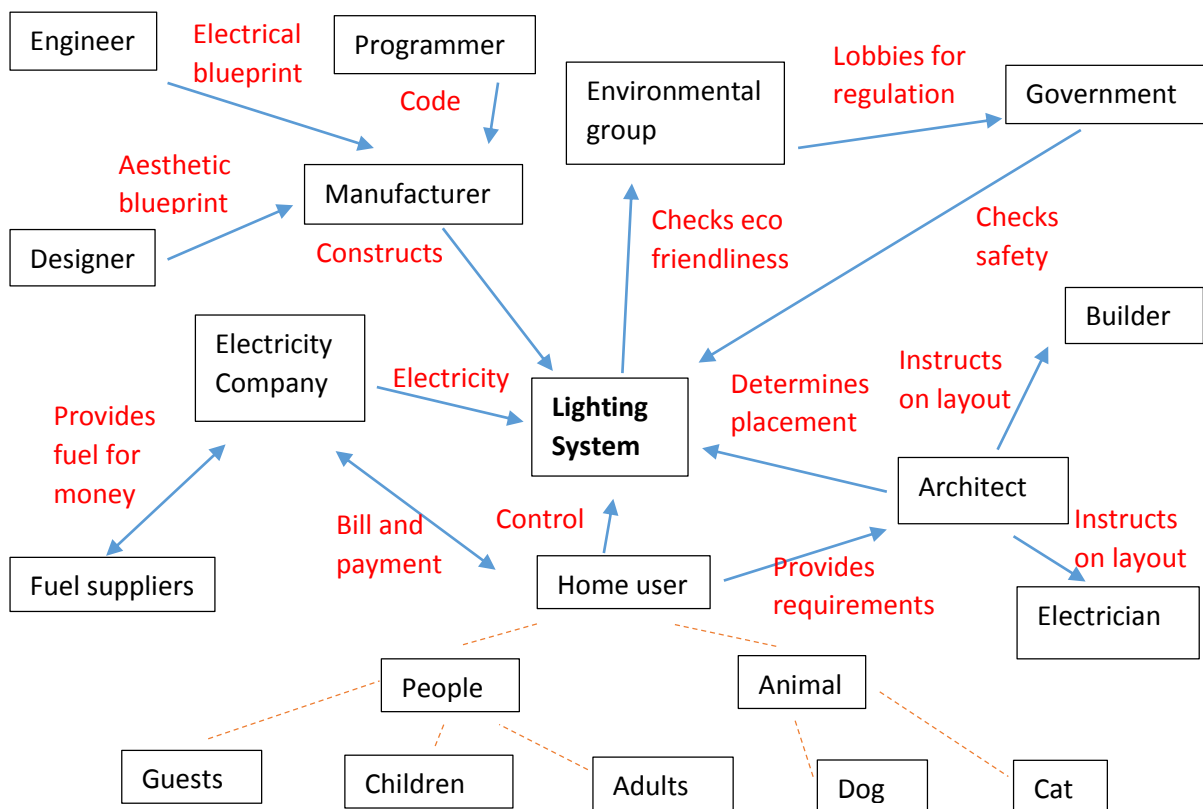 Engineer
Electrical
blueprint
Programmer
Code
Environmental
group
Lobbies for
regulation
Government
Aesthetic
blueprint
Manufacturer
Designer
Constructs
Checks eco
friendliness
Checks
safety
Builder
Electricity
Company
Electricity
Lighting
System
Determines
placement
Instructs
on layout
Provides
fuel for
money
Architect
Bill and
payment
Control
Instructs
on layout
Fuel suppliers
Home user
Provides
requirements
Electrician
People
Animal
Guests
Children
Adults
Dog
Cat